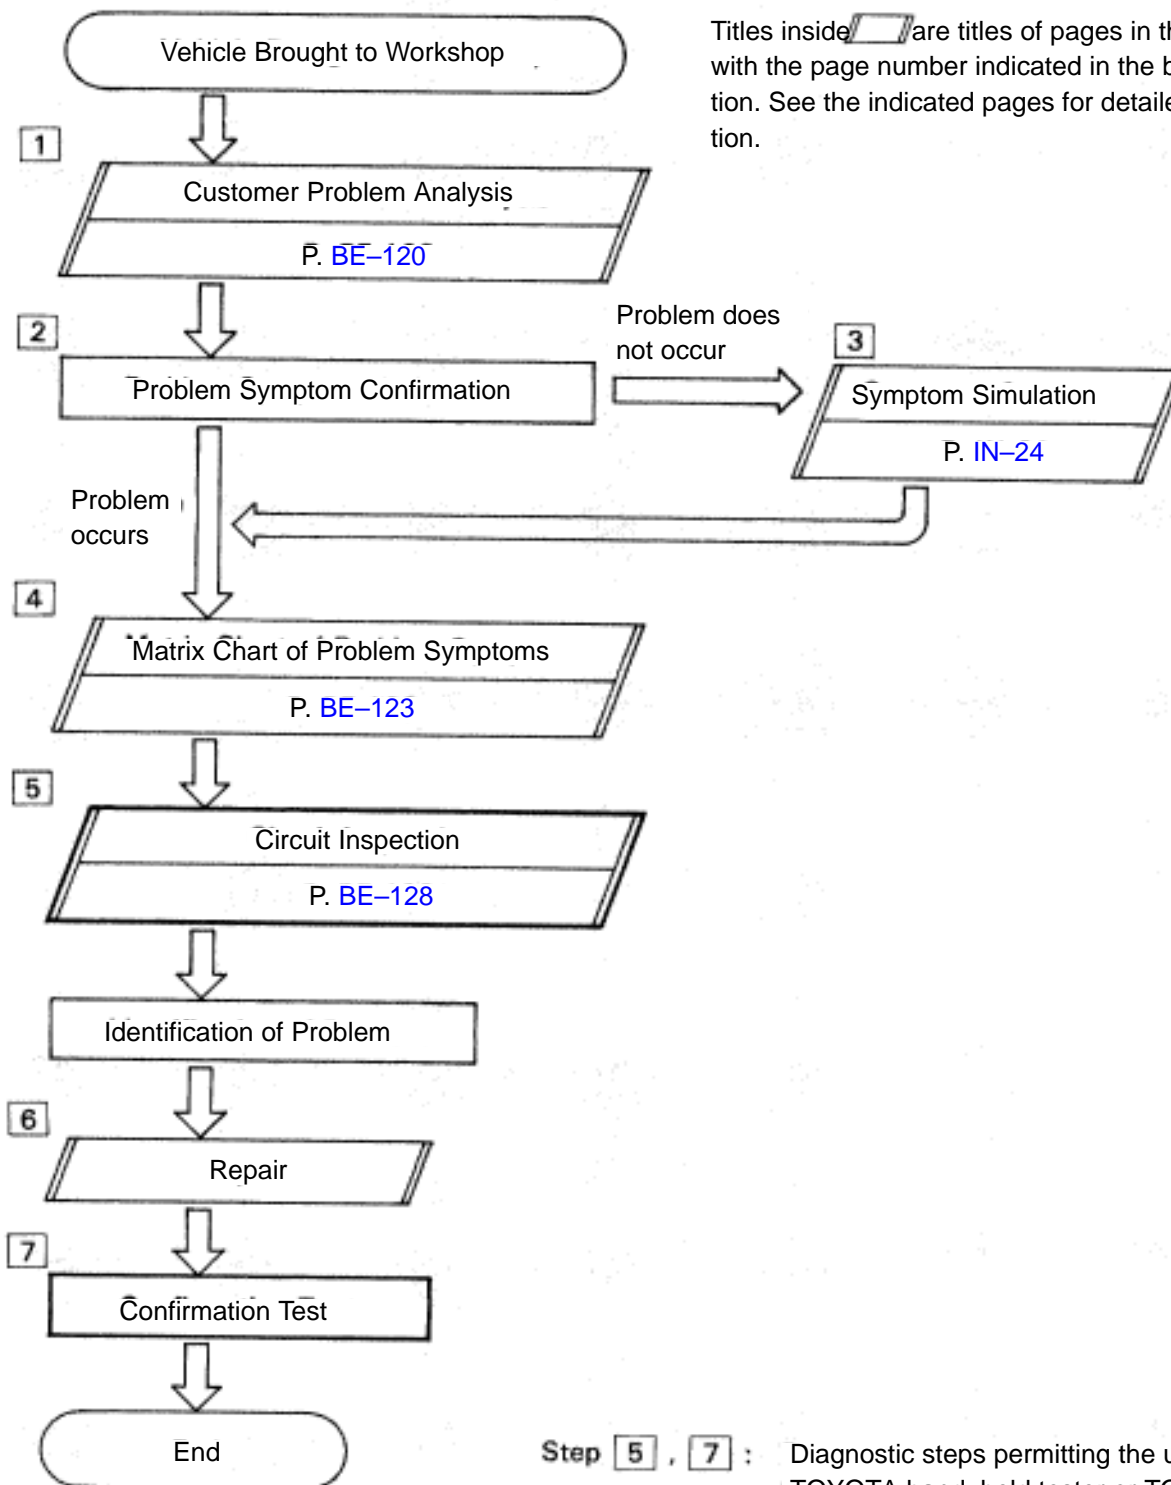 Vehicle Brought to Workshop
Titles inside are titles of pages in th
with the page number indicated in the b
tion. See the indicated pages for detaile
tion.
1
Customer Problem Analysis
P. BE–120
2
Problem Symptom Confirmation
Problem does
not occur
3
Symptom Simulation
P. IN–24
Problem
occurs
4
Matrix Chart of Problem Symptoms
P. BE–123
5
Circuit Inspection
P. BE–128
Identification of Problem
6
Repair
7
Confirmation Test
End
Step 5 , 7 : Diagnostic steps permitting the u